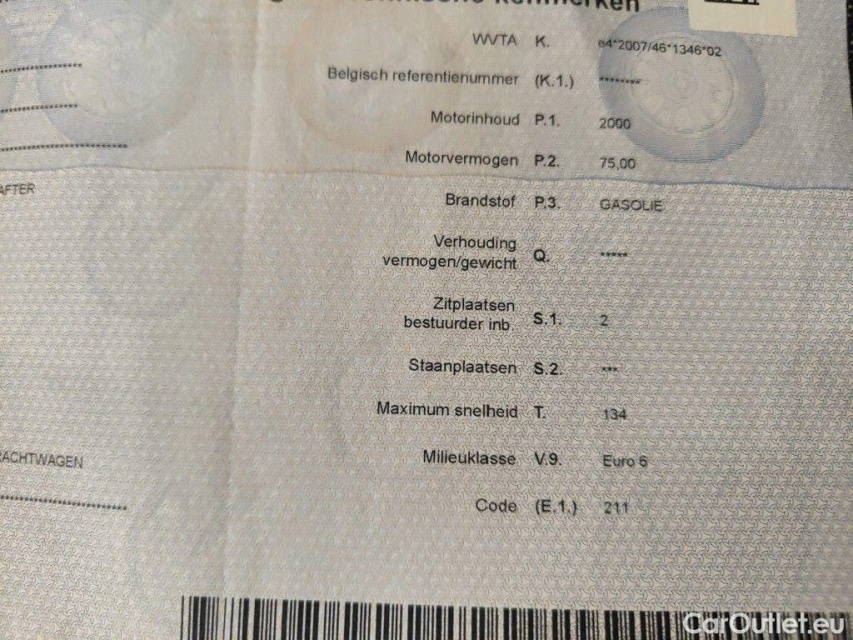 kenmerken
WVTA K. e4*2007/46*1346*02
Belgisch referentienummer (K.1.) ********
Motorinhoud P.1. 2000
Motorvermogen P.2. 75,00
AFTER
Brandstof P.3. GASOLIE
Verhouding
vermogen/gewicht Q. *****
Zitplaatsen
bestuurder inb. S.1. 2
Staanplaatsen S.2. ***
Maximum snelheid T. 134
RACHTWAGEN
Milieuklasse V.9. Euro 6
Code (E.1.) 211
CarOutlet.eu